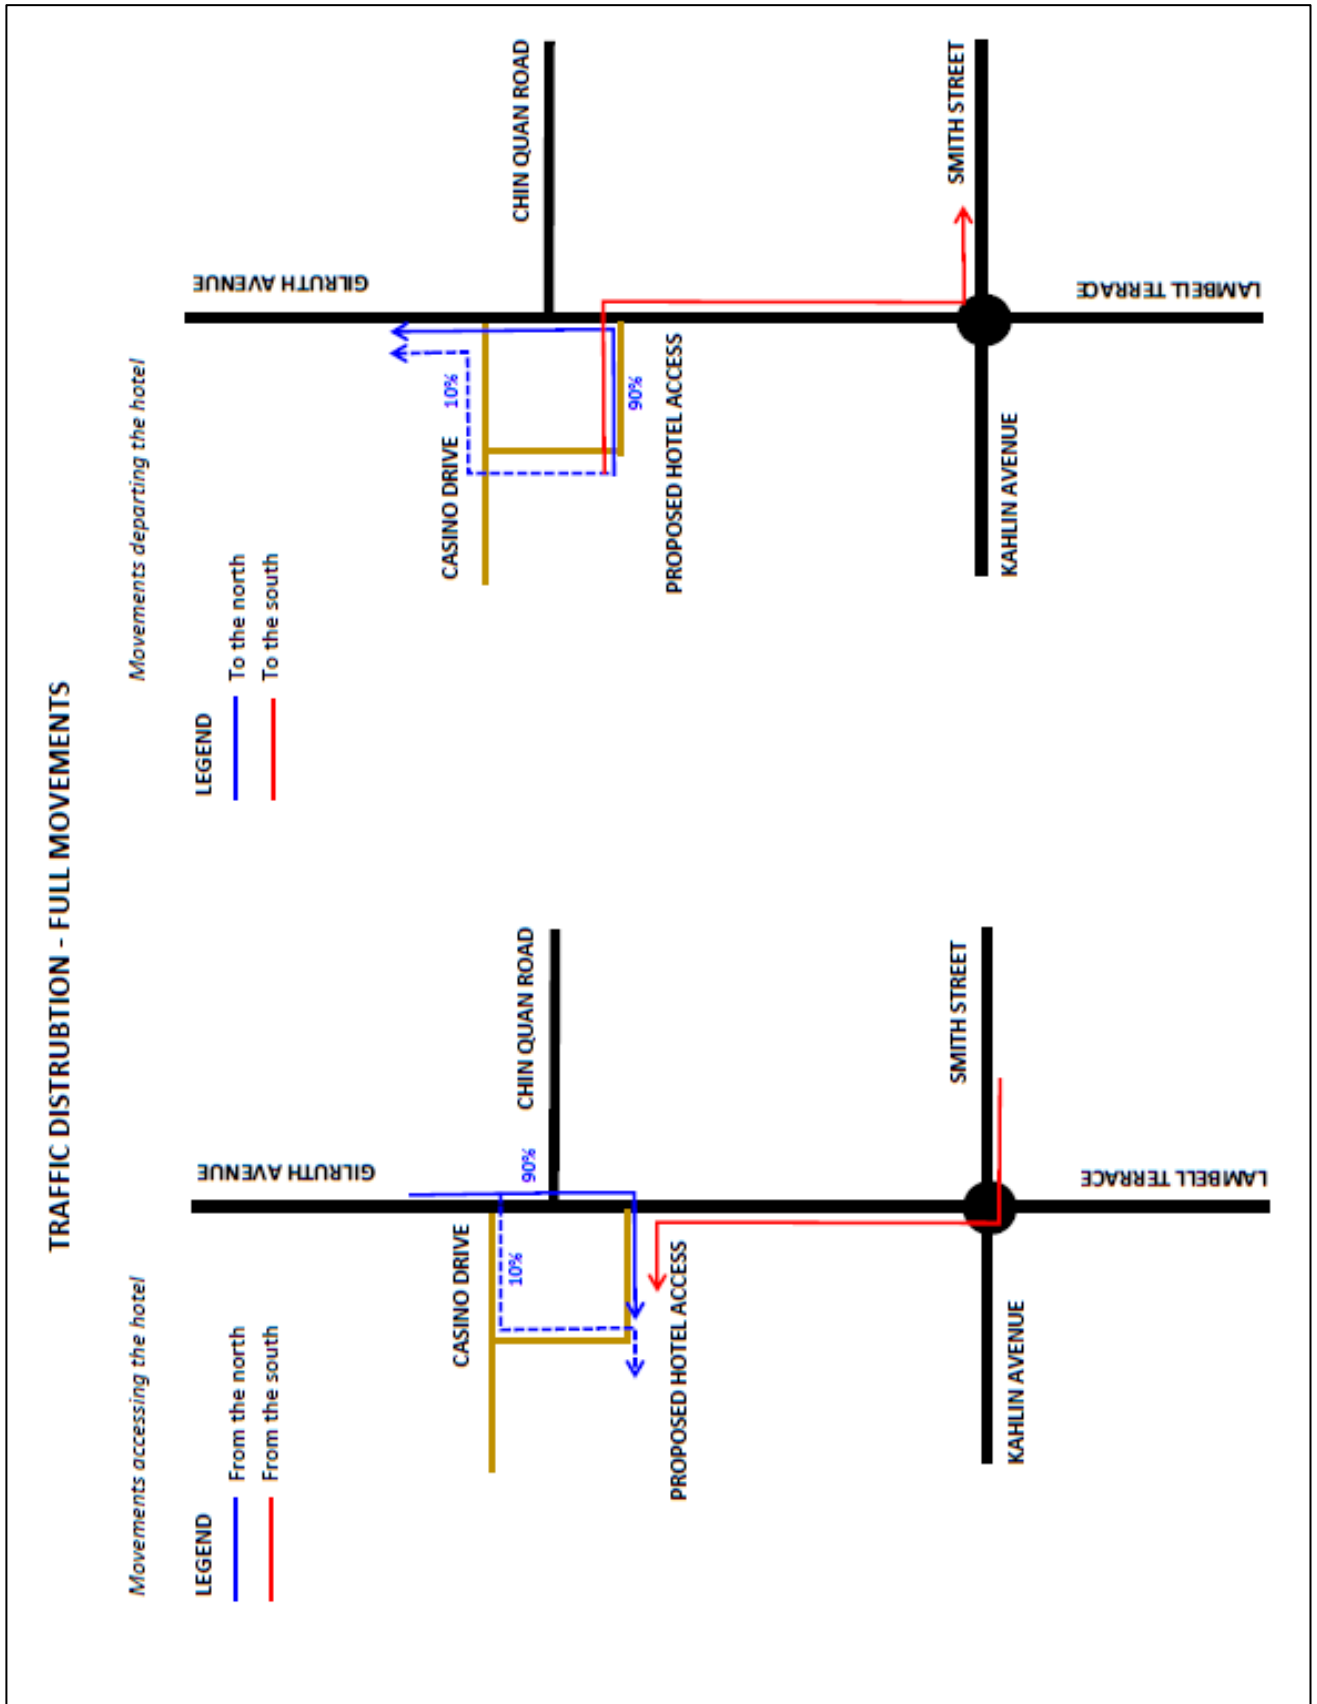 TRAFFIC DISTRUBTION - FULL MOVEMENTS
Movements accessing the hotel
LEGEND
From the north
From the south
GILRUTH AVENUE
CASINO DRIVE
10%
90%
CHIN QUAN ROAD
PROPOSED HOTEL ACCESS
SMITH STREET
KAHLIN AVENUE
LAMBELL TERRACE
Movements departing the hotel
LEGEND
To the north
To the south
GILRUTH AVENUE
CASINO DRIVE
10%
CHIN QUAN ROAD
90%
PROPOSED HOTEL ACCESS
SMITH STREET
KAHLIN AVENUE
LAMBELL TERRACE